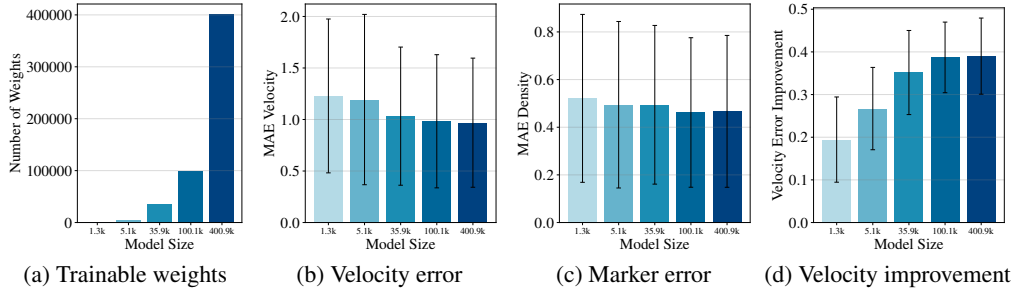 Number of Weights
400000
300000
200000
100000
0
1.3k 5.1k 35.9k 100.1k 400.9k
Model Size
(a) Trainable weights
MAE Velocity
2.0
1.5
1.0
0.5
0.0
1.3k 5.1k 35.9k 100.1k 400.9k
Model Size
(b) Velocity error
MAE Density
0.8
0.6
0.4
0.2
0.0
1.3k 5.1k 35.9k 100.1k 400.9k
Model Size
(c) Marker error
Velocity Error Improvement
0.5
0.4
0.3
0.2
0.1
0.0
1.3k 5.1k 35.9k 100.1k 400.9k
Model Size
(d) Velocity improvement